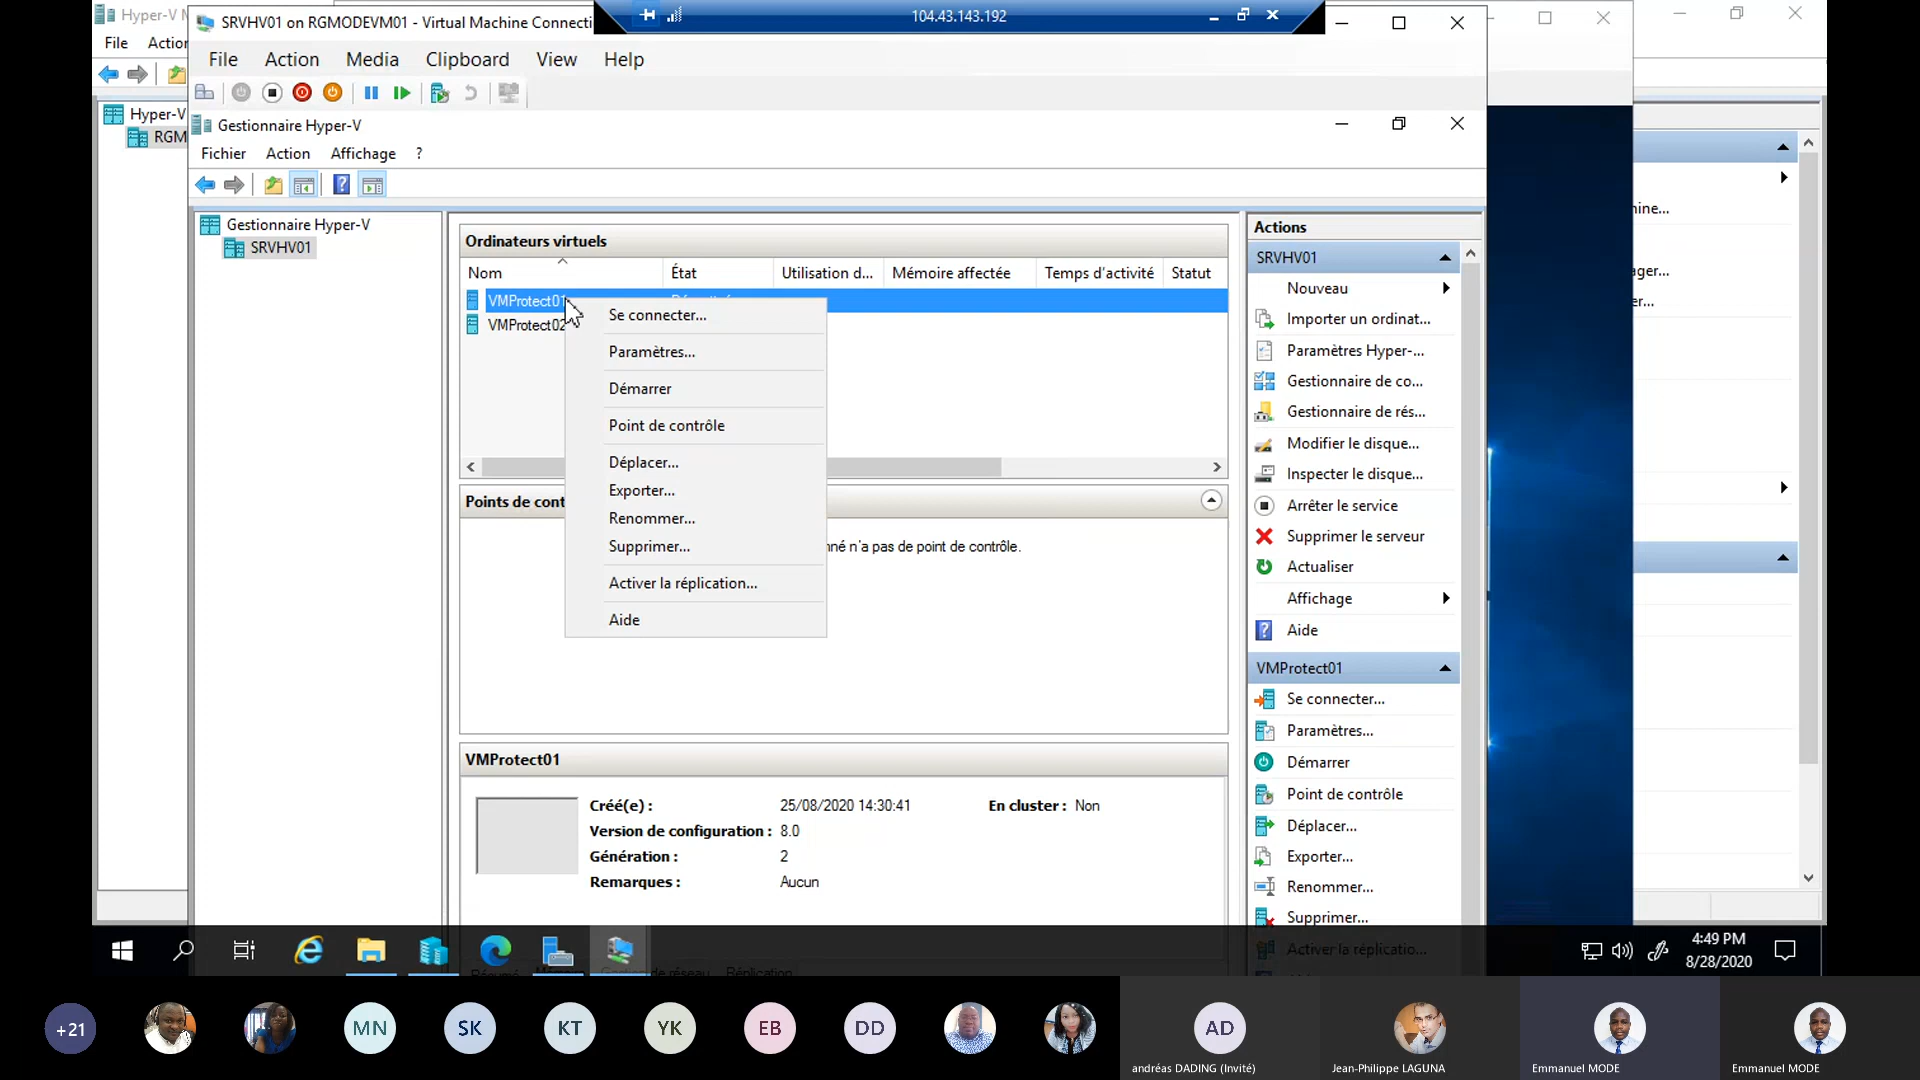 Hyper-V M
File Action
Hyper-V
RGM
SRVHV01 on RGMODEVM01 - Virtual Machine Connecti
104.43.143.192
File Action Media Clipboard View Help
Gestionnaire Hyper-V
Fichier Action Affichage ?
Gestionnaire Hyper-V
SRVHV01
Ordinateurs virtuels
Nom État Utilisation d... Mémoire affectée Temps d'activité Statut
VMProtect01
VMProtect02
Se connecter...
Paramètres...
Démarrer
Point de contrôle
Déplacer...
Exporter...
Renommer...
Supprimer...
Activer la réplication...
Aide
Points de cont
nné n'a pas de point de contrôle.
VMProtect01
Créé(e) : 25/08/2020 14:30:41 En cluster : Non
Version de configuration : 8.0
Génération : 2
Remarques : Aucun
Résumé Mémoire Gestion de réseau Réplication
Actions
SRVHV01
Nouveau
Importer un ordinat...
Paramètres Hyper-...
Gestionnaire de co...
Gestionnaire de rés...
Modifier le disque...
Inspecter le disque...
Arrêter le service
Supprimer le serveur
Actualiser
Affichage
Aide
VMProtect01
Se connecter...
Paramètres...
Démarrer
Point de contrôle
Déplacer...
Exporter...
Renommer...
Supprimer...
Activer la réplicatio...
ine...
ager...
r...
4:49 PM
8/28/2020
+21 MN SK KT YK EB DD AD
andréas DADING (Invité) Jean-Philippe LAGUNA Emmanuel MODE Emmanuel MODE